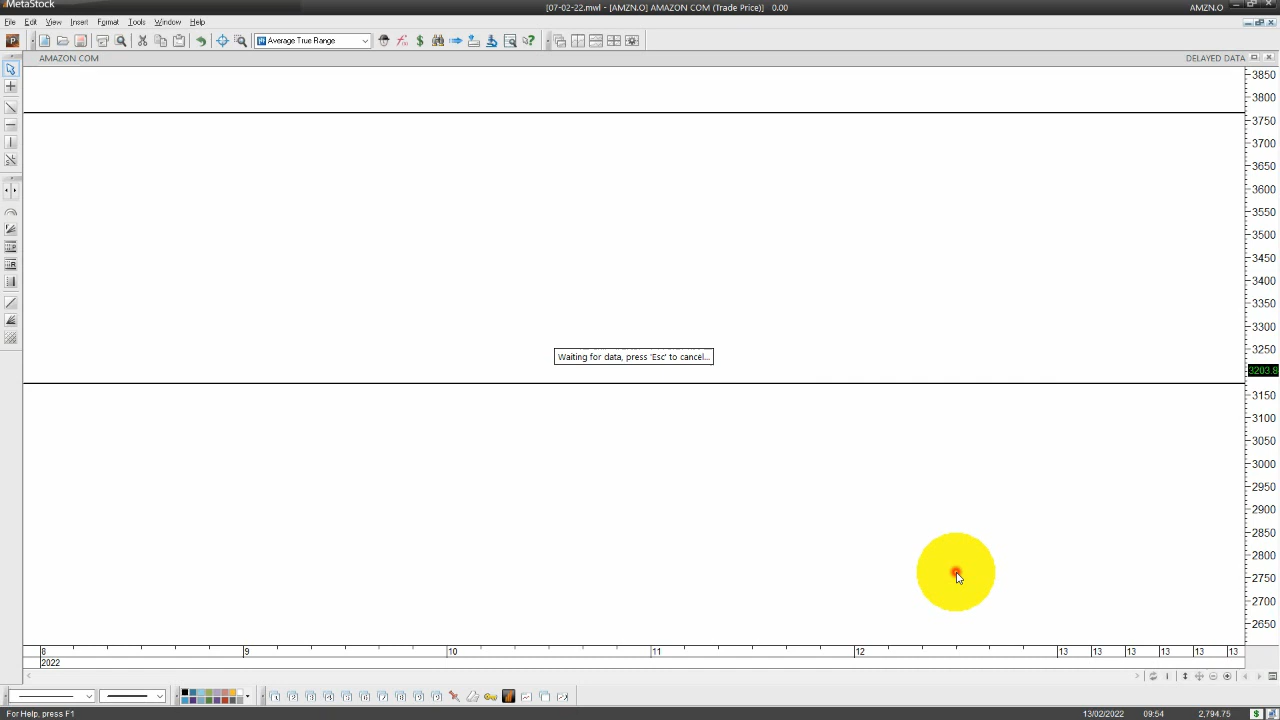 MetaStock
[07-02-22.mwl - [AMZN.O] AMAZON COM (Trade Price)] 0.00
AMZN.O
File Edit View Insert Format Tools Window Help
Average True Range
AMAZON COM
DELAYED DATA
3850
3800
3750
3700
3650
3600
3550
3500
3450
3400
3350
3300
3250
Waiting for data, press 'Esc' to cancel...
3203.8
3150
3100
3050
3000
2950
2900
2850
2800
2750
2700
2650
8 9 10 11 12 13 13 13 13 13 13
2022
For Help, press F1
13/02/2022 09:54 2,794.75